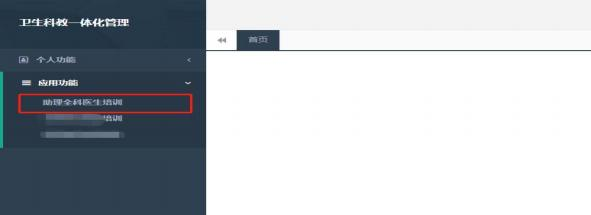 卫生科教一体化管理
首页
个人功能
应用功能
助理全科医生培训
培训